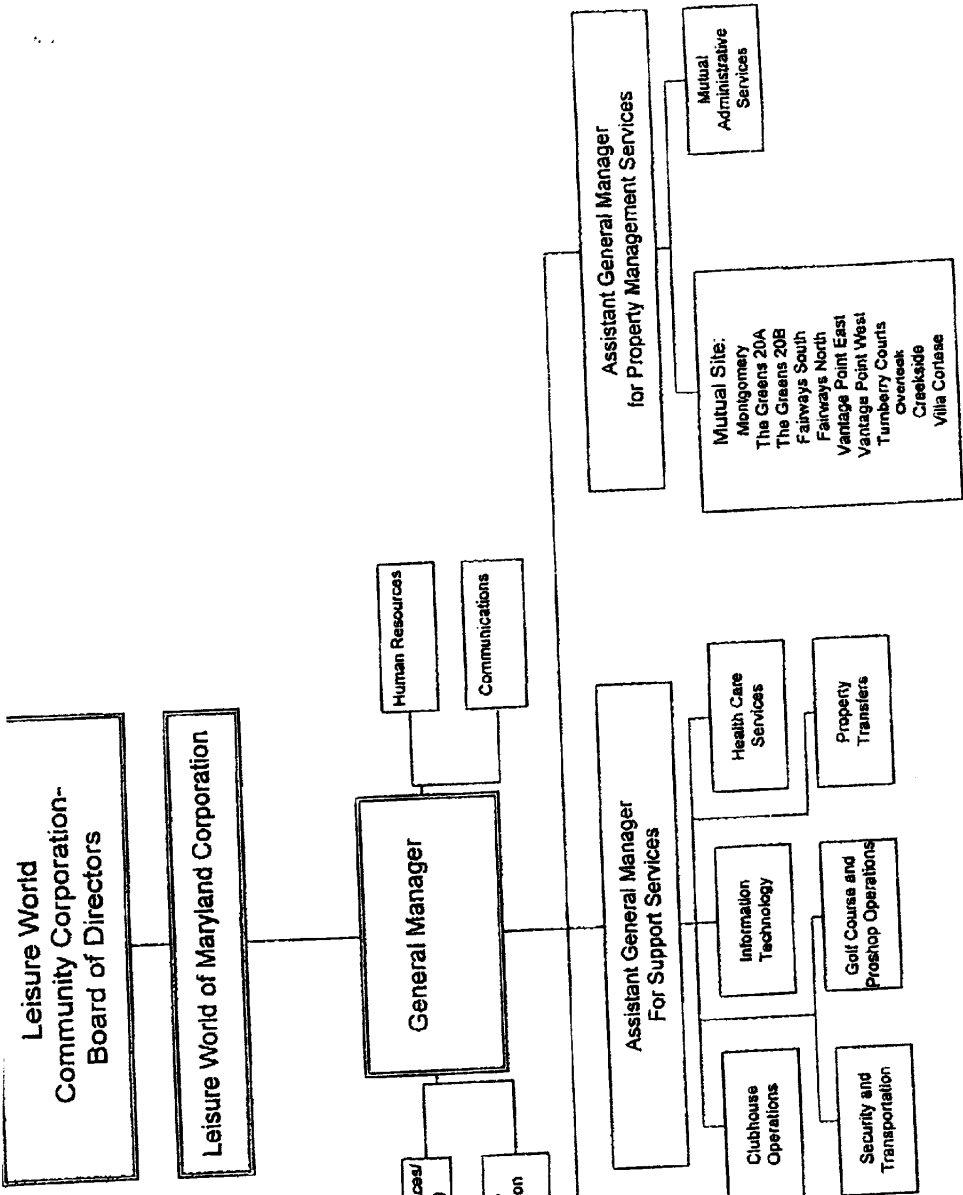 Leisure World
Community Corporation-
Board of Directors
Leisure World of Maryland Corporation
General Manager
Human Resources
Communications
Assistant General Manager
For Support Services
Clubhouse
Operations
Information
Technology
Health Care
Services
Security and
Transportation
Golf Course and
Proshop Operations
Property
Transfers
Assistant General Manager
for Property Management Services
Mutual Site:
Montgomery
The Greens 20A
The Greens 20B
Fairways South
Fairways North
Vantage Point East
Vantage Point West
Turnberry Courts
Overlook
Creekside
Villa Cortese
Mutual
Administrative
Services